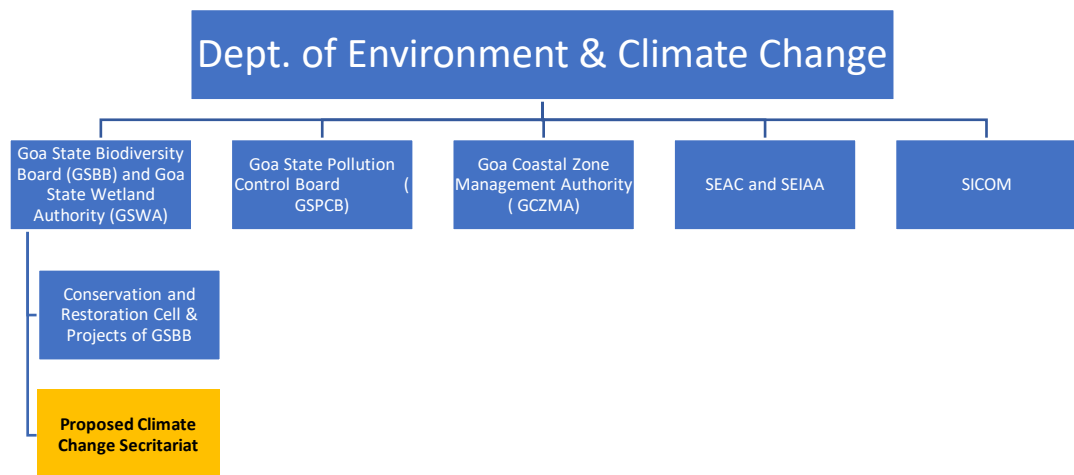 Dept. of Environment & Climate Change
Goa State Biodiversity
Board (GSBB) and Goa
State Wetland
Authority (GSWA)
Goa State Pollution
Control Board (
GSPCB)
Goa Coastal Zone
Management Authority
( GCZMA)
SEAC and SEIAA
SICOM
Conservation and
Restoration Cell &
Projects of GSBB
Proposed Climate
Change Secritariat